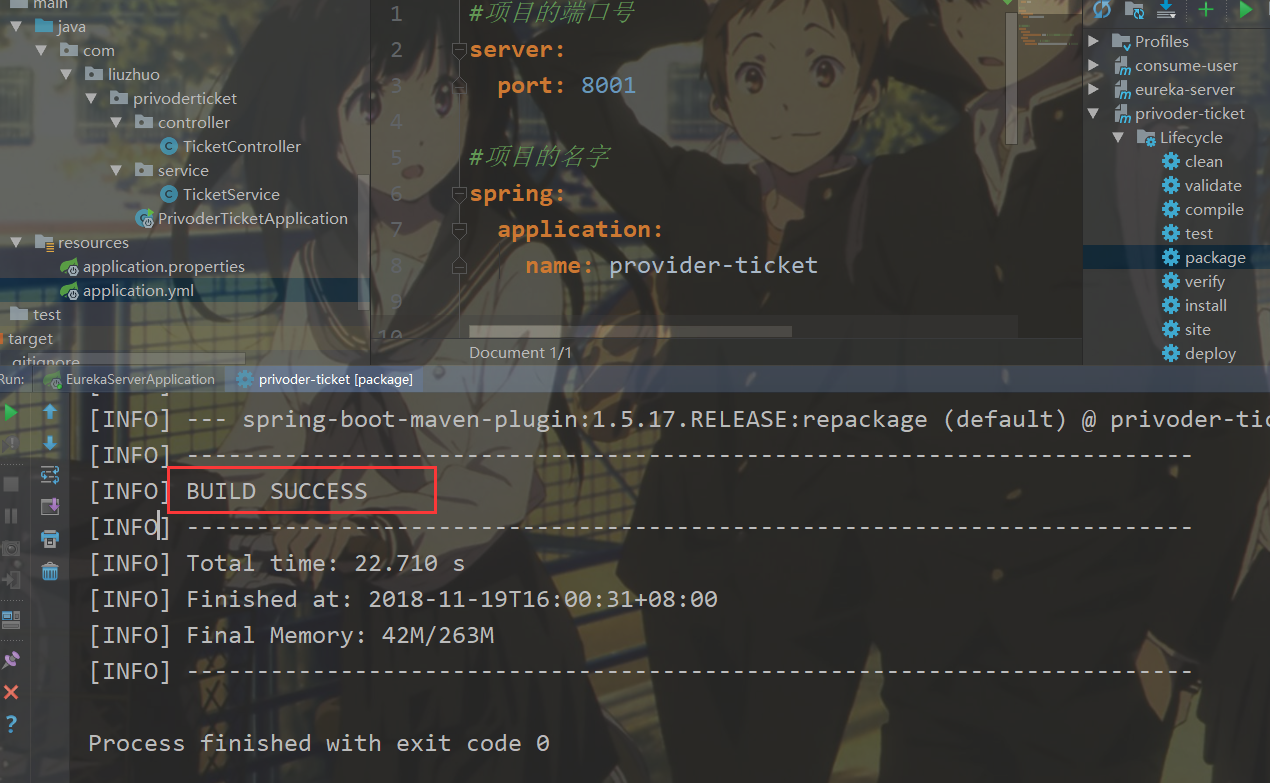 main
java
com
liuzhuo
privoderticket
controller
TicketController
service
TicketService
PrivoderTicketApplication
resources
application.properties
application.yml
test
target
.gitignore
1 #项目的端口号
2 server:
3 port: 8001
4
5 #项目的名字
6 spring:
7 application:
8 name: provider-ticket
9
10
Document 1/1
Profiles
consume-user
eureka-server
privoder-ticket
Lifecycle
clean
validate
compile
test
package
verify
install
site
deploy
Run: EurekaServerApplication privoder-ticket [package]
[INFO] --- spring-boot-maven-plugin:1.5.17.RELEASE:repackage (default) @ privoder-tic
[INFO] ------------------------------------------------------------------------
[INFO] BUILD SUCCESS
[INFO] ------------------------------------------------------------------------
[INFO] Total time: 22.710 s
[INFO] Finished at: 2018-11-19T16:00:31+08:00
[INFO] Final Memory: 42M/263M
[INFO] ------------------------------------------------------------------------
Process finished with exit code 0